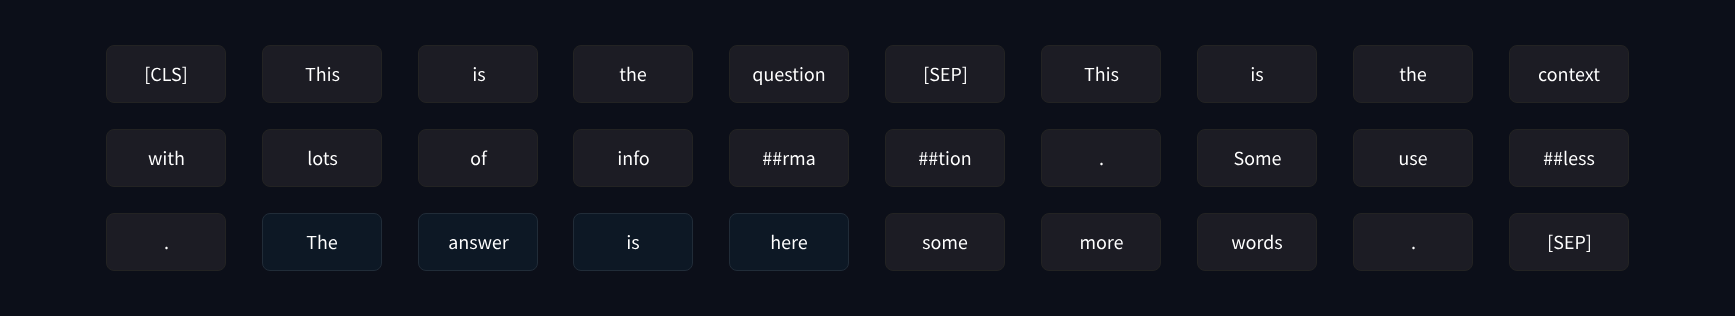 [CLS] This is the question [SEP] This is the context
with lots of info ##rma ##tion . Some use ##less
. The answer is here some more words . [SEP]